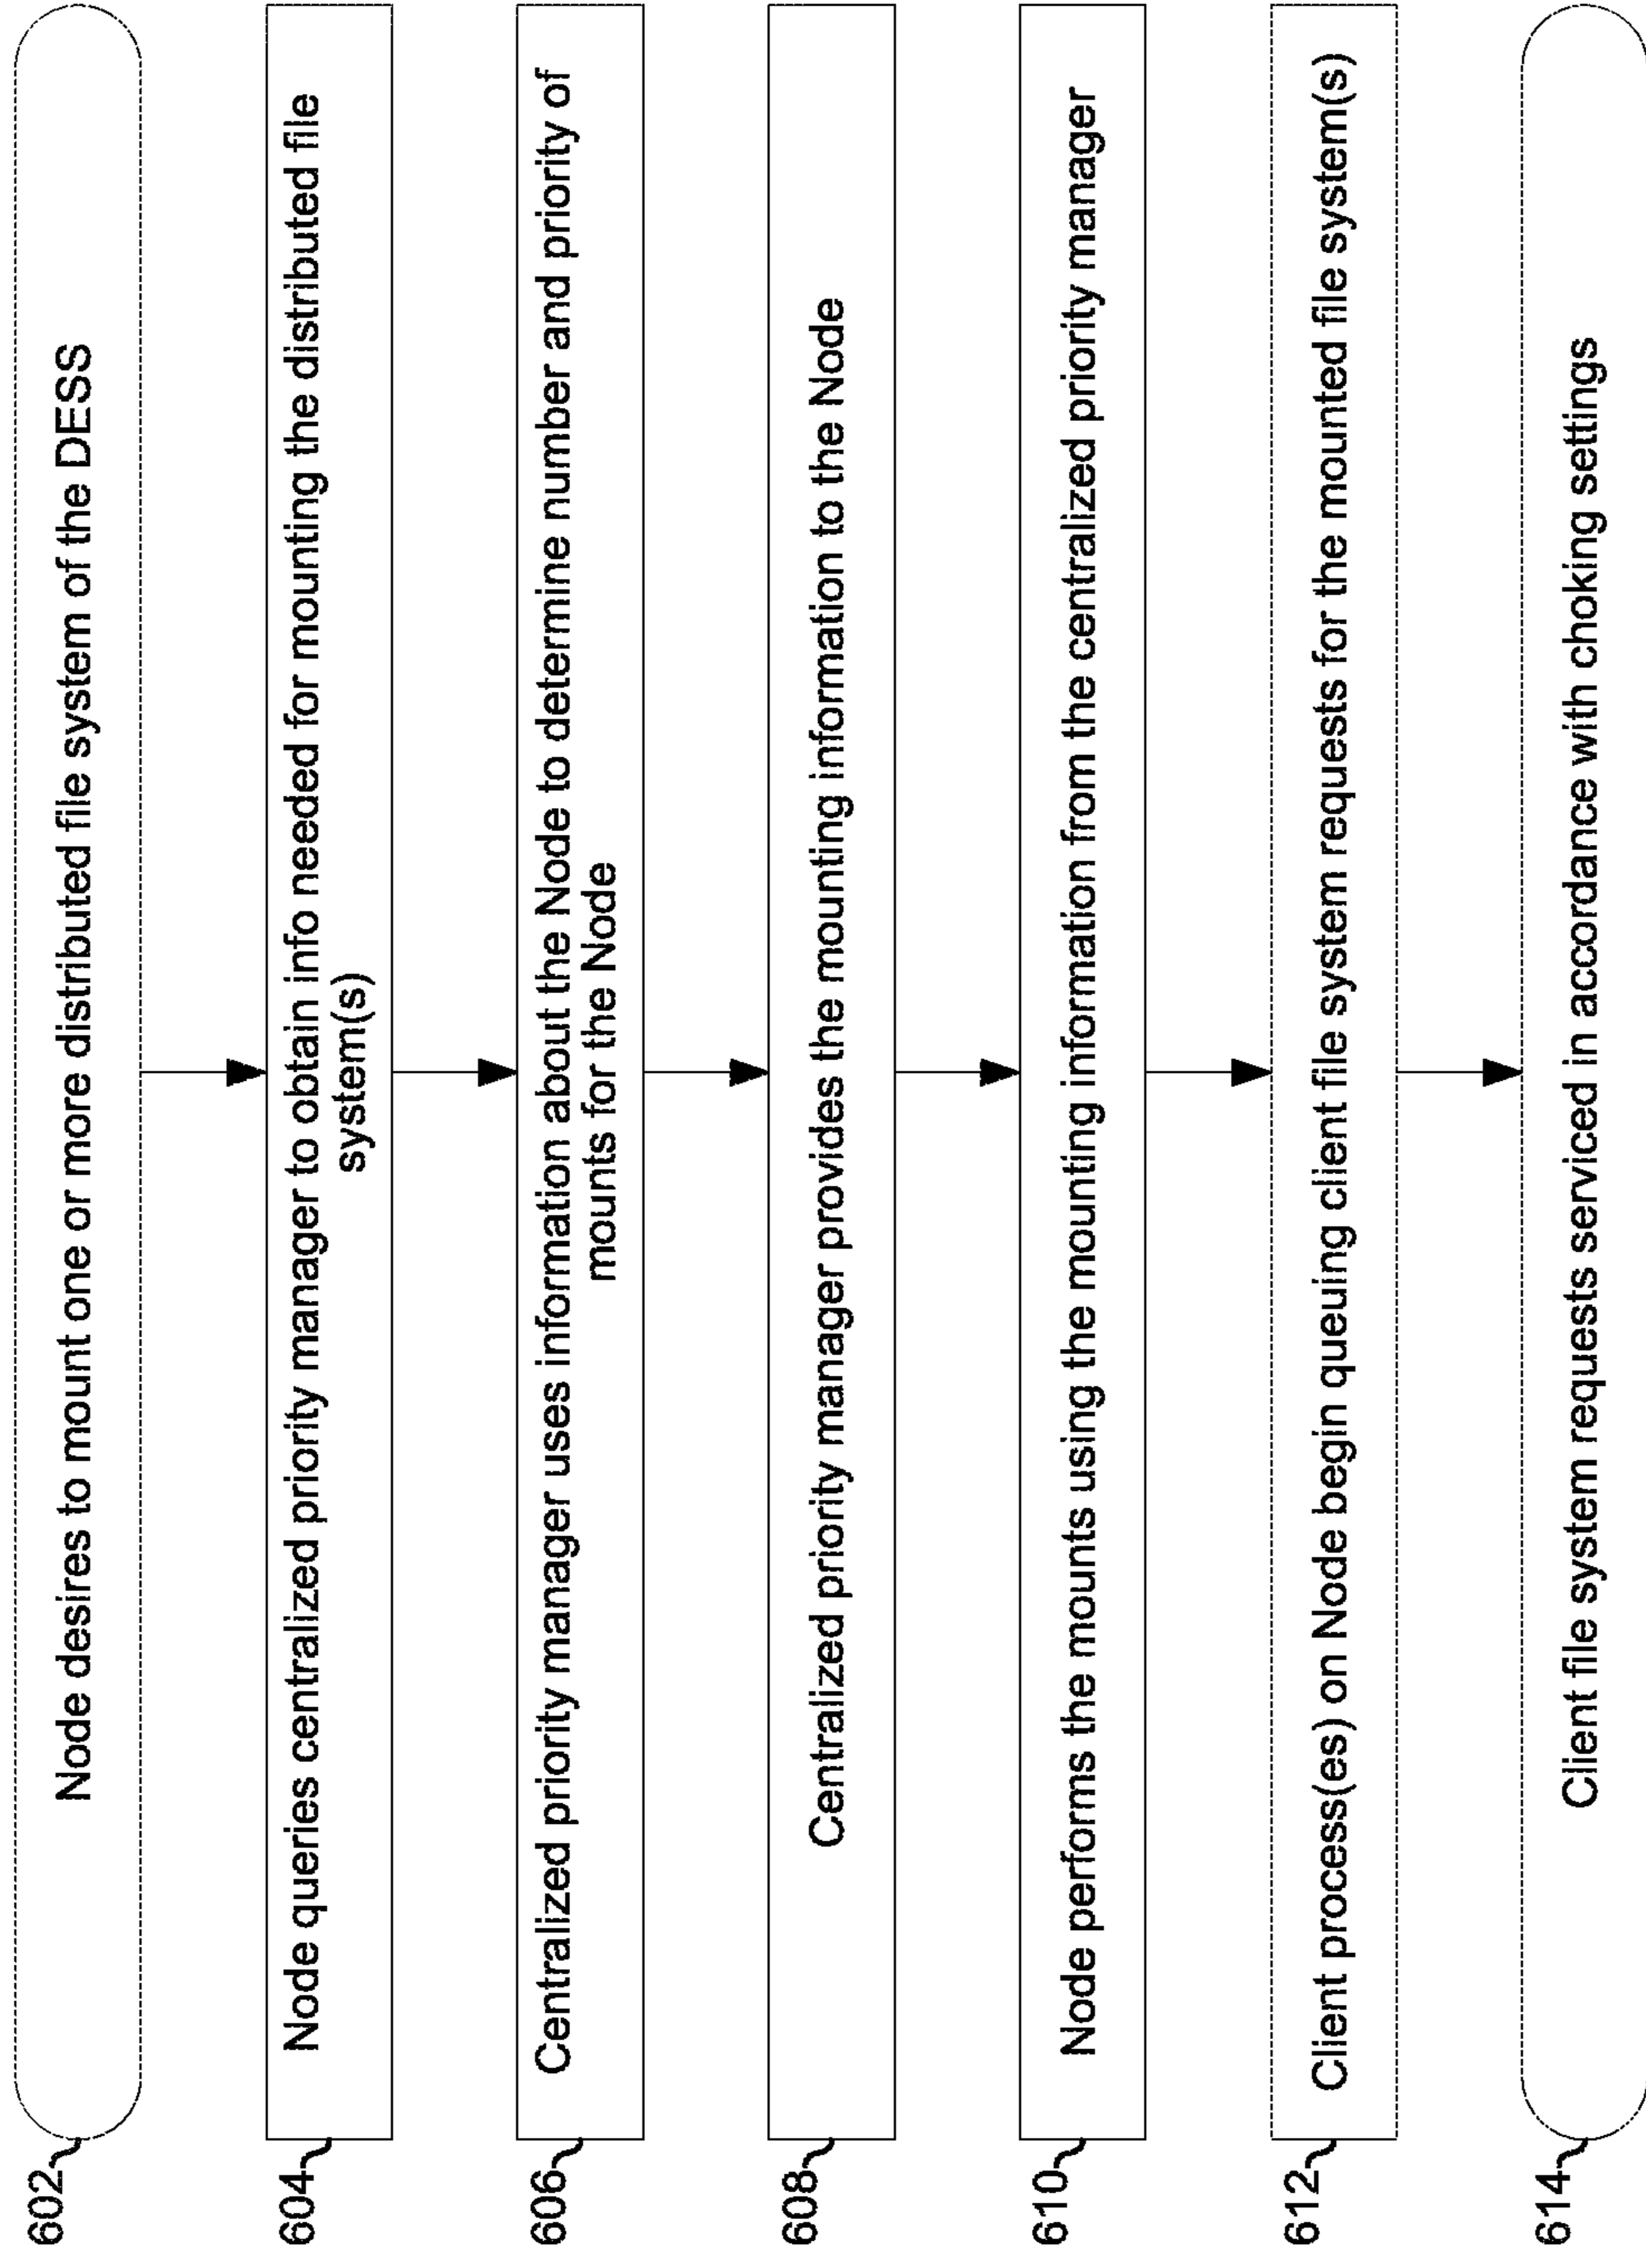 602
Node desires to mount one or more distributed file system of the DESS
604
Node queries centralized priority manager to obtain info needed for mounting the distributed file
system(s)
606
Centralized priority manager uses information about the Node to determine number and priority of
mounts for the Node
608
Centralized priority manager provides the mounting information to the Node
610
Node performs the mounts using the mounting information from the centralized priority manager
612
Client process(es) on Node begin queuing client file system requests for the mounted file system(s)
614
Client file system requests serviced in accordance with choking settings